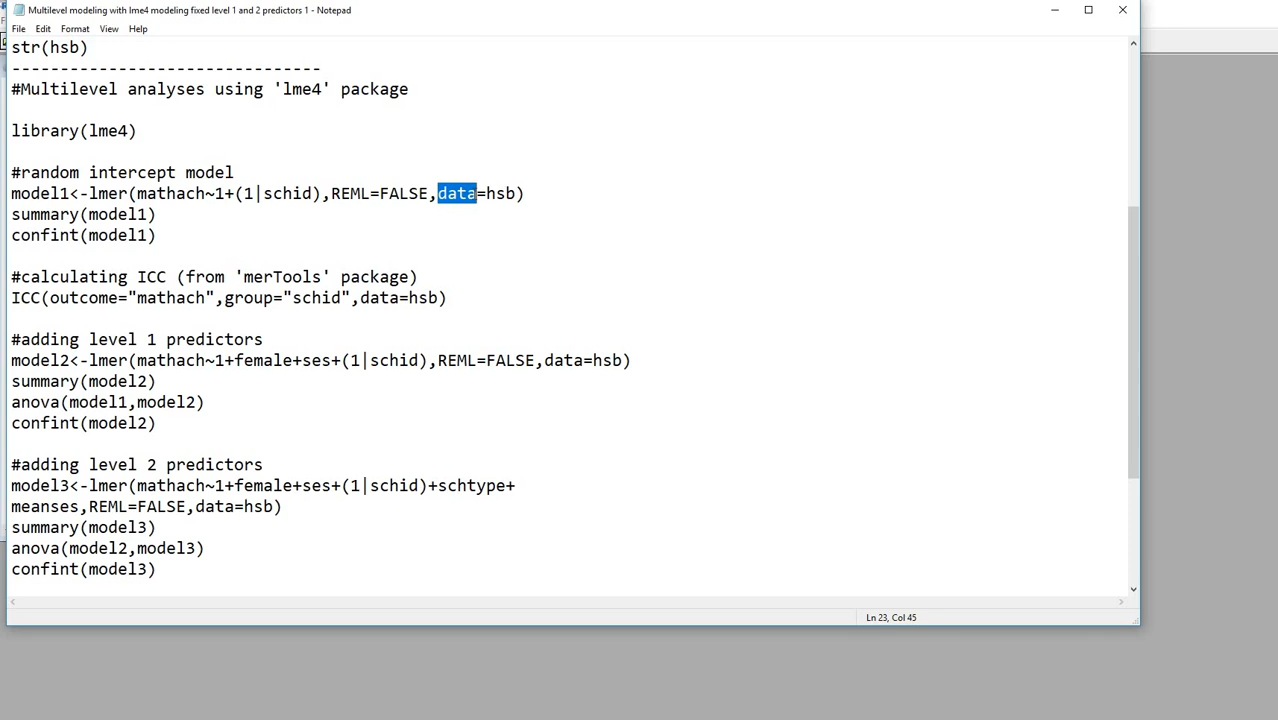 Multilevel modeling with lme4 modeling fixed level 1 and 2 predictors 1 - Notepad
File Edit Format View Help
str(hsb)
--------------------------------
#Multilevel analyses using 'lme4' package
library(lme4)
#random intercept model
model1<-lmer(mathach~1+(1|schid),REML=FALSE,data=hsb)
summary(model1)
confint(model1)
#calculating ICC (from 'merTools' package)
ICC(outcome="mathach",group="schid",data=hsb)
#adding level 1 predictors
model2<-lmer(mathach~1+female+ses+(1|schid),REML=FALSE,data=hsb)
summary(model2)
anova(model1,model2)
confint(model2)
#adding level 2 predictors
model3<-lmer(mathach~1+female+ses+(1|schid)+schtype+
meanses,REML=FALSE,data=hsb)
summary(model3)
anova(model2,model3)
confint(model3)
Ln 23, Col 45